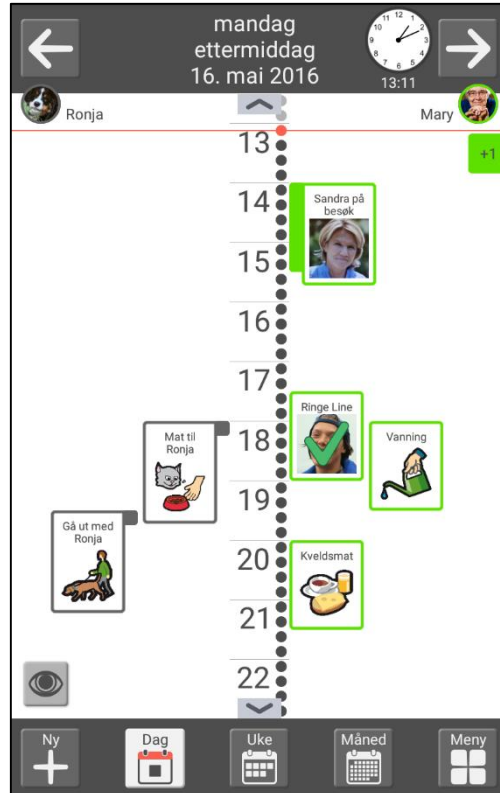 mandag
ettermiddag
16. mai 2016
13:11
Ronja
Mary
+1
13
14
15
16
17
18
19
20
21
22
Sandra på
besøk
Ringe Line
Mat til
Ronja
Vanning
Gå ut med
Ronja
Kveldsmat
Ny
Dag
Uke
Måned
Meny